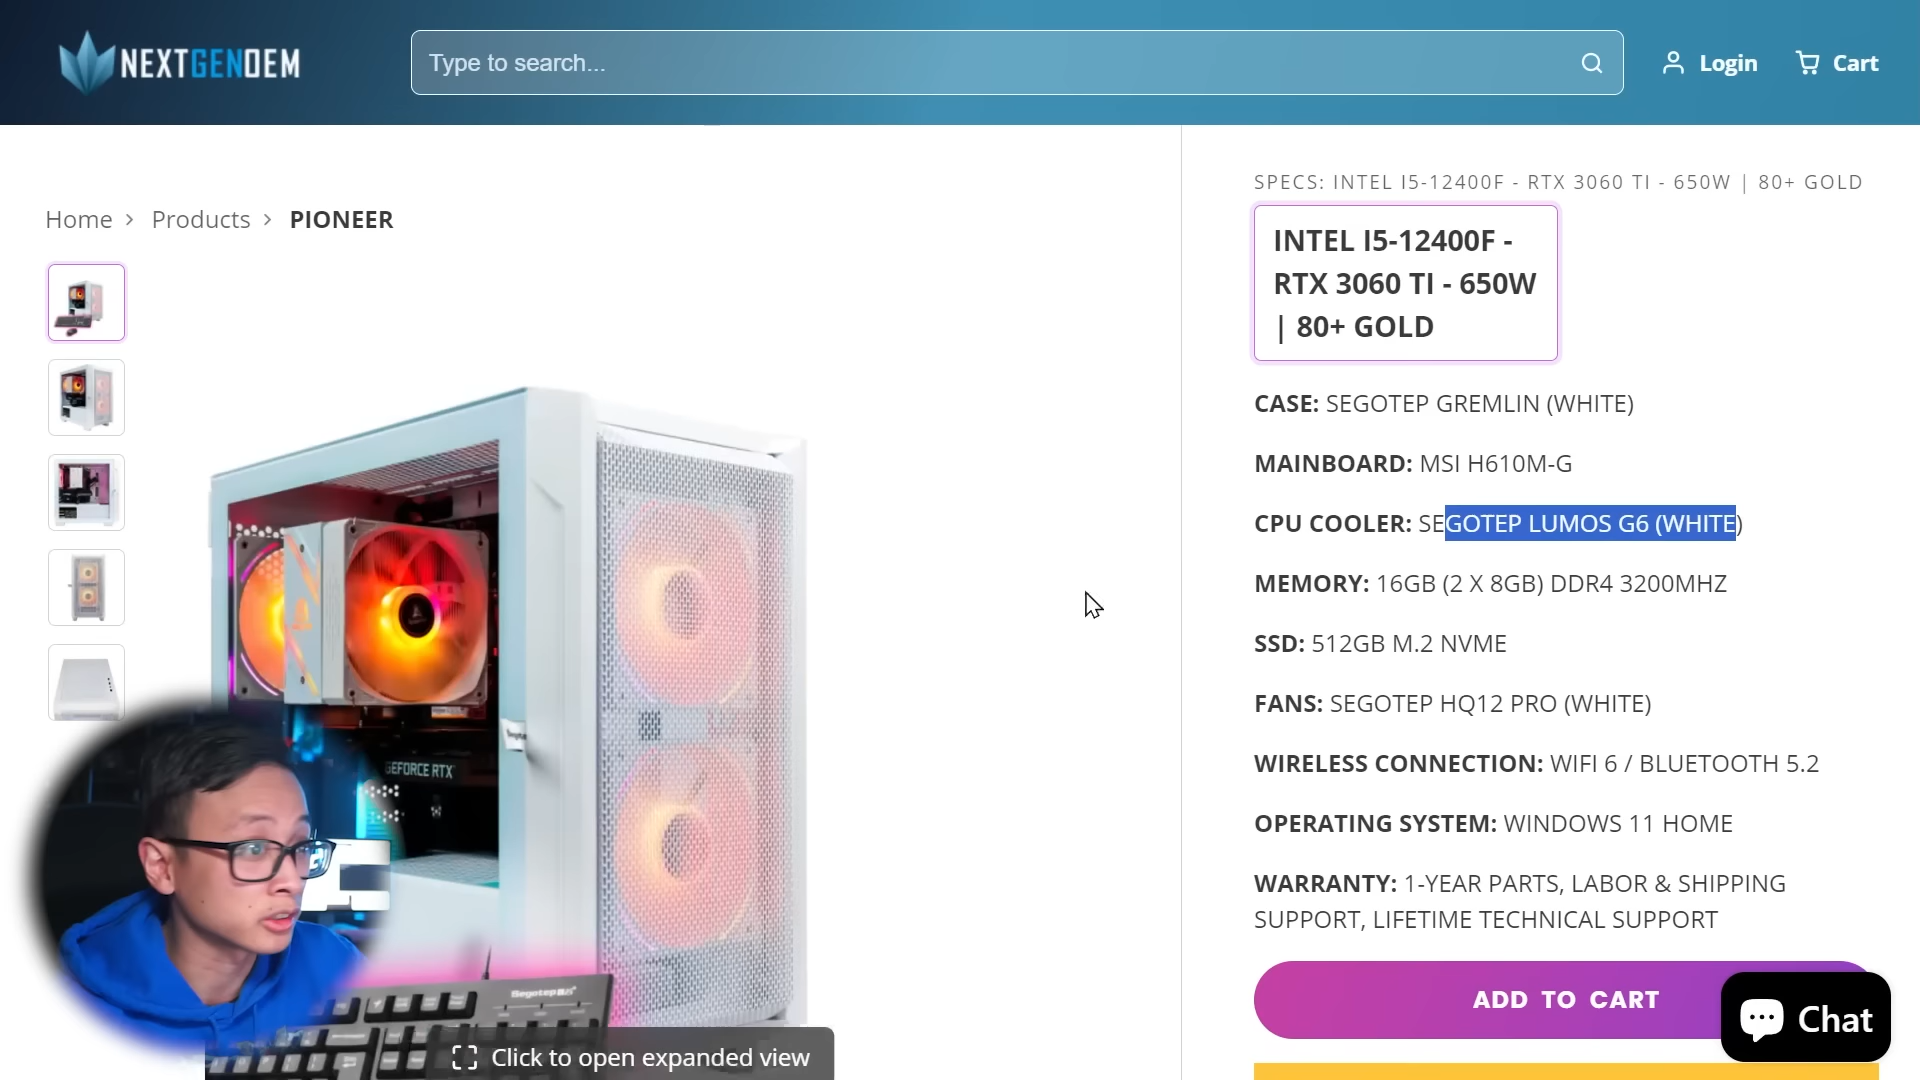 NEXTGENOEM
Type to search...
Login
Cart
Home > Products > PIONEER
SPECS: INTEL I5-12400F - RTX 3060 TI - 650W | 80+ GOLD
INTEL I5-12400F -
RTX 3060 TI - 650W
| 80+ GOLD
CASE: SEGOTEP GREMLIN (WHITE)
MAINBOARD: MSI H610M-G
CPU COOLER: SEGOTEP LUMOS G6 (WHITE)
MEMORY: 16GB (2 X 8GB) DDR4 3200MHZ
SSD: 512GB M.2 NVME
FANS: SEGOTEP HQ12 PRO (WHITE)
WIRELESS CONNECTION: WIFI 6 / BLUETOOTH 5.2
OPERATING SYSTEM: WINDOWS 11 HOME
WARRANTY: 1-YEAR PARTS, LABOR & SHIPPING
SUPPORT, LIFETIME TECHNICAL SUPPORT
ADD TO CART
Chat
GEFORCE RTX
Segotep
Click to open expanded view